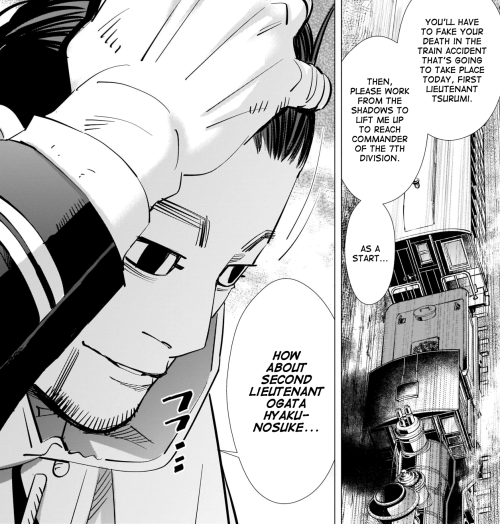 YOU'LL HAVE
TO FAKE YOUR
DEATH IN THE
TRAIN ACCIDENT
THAT'S GOING
TO TAKE PLACE
TODAY, FIRST
LIEUTENANT
TSURUMI.
THEN,
PLEASE WORK
FROM THE
SHADOWS TO
LIFT ME UP
TO REACH
COMMANDER
OF THE 7TH
DIVISION.
AS A
START...
HOW
ABOUT
SECOND
LIEUTENANT
OGATA
HYAKU-
NOSUKE...